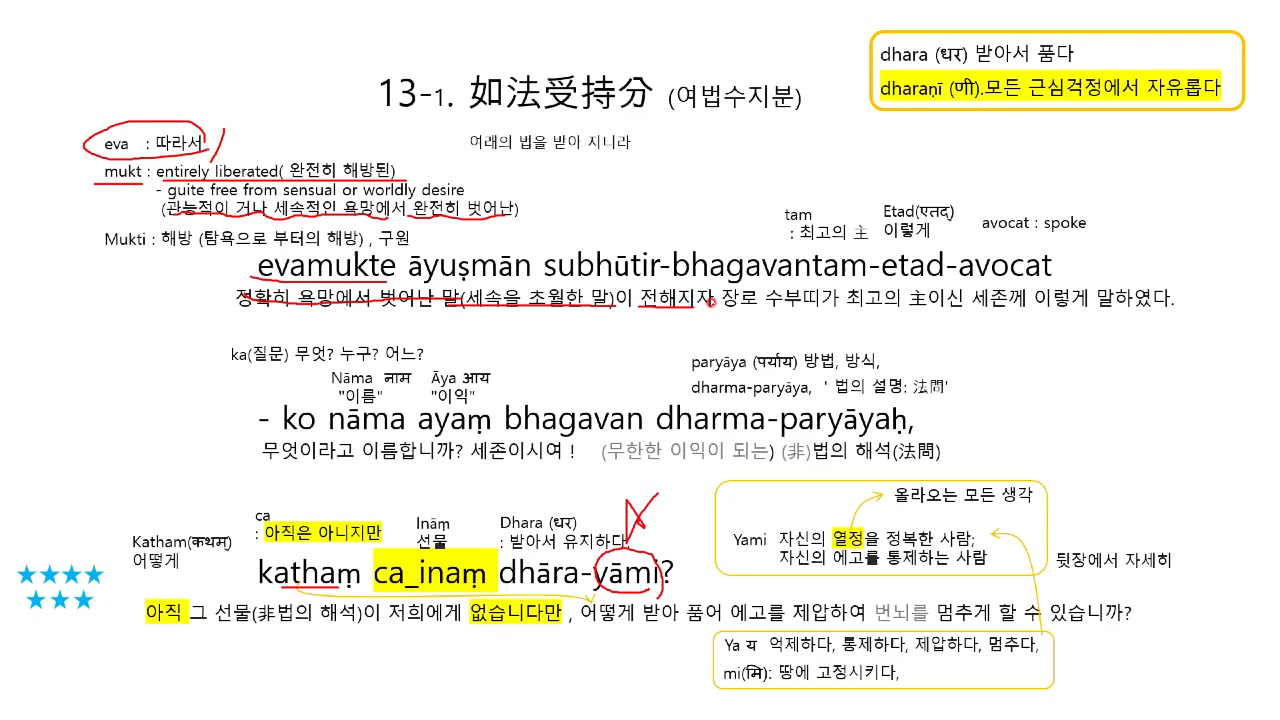 dhara (धर) 받아서 품다
dharaṇī (णी).모든 근심걱정에서 자유롭다
13-1. 如法受持分 (여법수지분)
여래의 법을 받아 지니라
eva : 따라서
mukt : entirely liberated( 완전히 해방된)
- guite free from sensual or worldly desire
(관능적이 거나 세속적인 욕망에서 완전히 벗어난)
Mukti : 해방 (탐욕으로 부터의 해방) , 구원
tam
: 최고의 主
Etad(एतद्)
이렇게
avocat : spoke
evamukte āyuṣmān subhūtir-bhagavantam-etad-avocat
정확히 욕망에서 벗어난 말(세속을 초월한 말)이 전해지자 장로 수부띠가 최고의 主이신 세존께 이렇게 말하였다.
ka(질문) 무엇? 누구? 어느?
Nāma नाम
"이름"
Āya आय
"이익"
paryāya (पर्याय) 방법, 방식,
dharma-paryāya, ' 법의 설명: 法問'
- ko nāma ayaṃ bhagavan dharma-paryāyaḥ,
무엇이라고 이름합니까? 세존이시여 ! (무한한 이익이 되는) (非)법의 해석(法問)
Katham(कथम्)
어떻게
ca
: 아직은 아니지만
Ināṃ
선물
Dhara (धर)
: 받아서 유지하다
올라오는 모든 생각
Yami 자신의 열정을 정복한 사람;
자신의 에고를 통제하는 사람
뒷장에서 자세히
kathaṃ ca_inaṃ dhāra-yāmi?
아직 그 선물(非법의 해석)이 저희에게 없습니다만 , 어떻게 받아 품어 에고를 제압하여 번뇌를 멈추게 할 수 있습니까?
Ya य 억제하다, 통제하다, 제압하다, 멈추다,
mi(मि): 땅에 고정시키다,